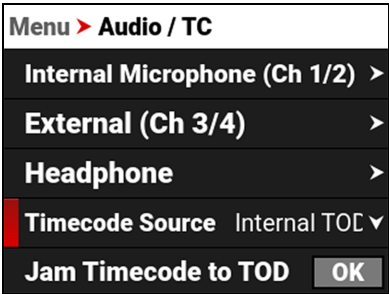 Menu ➤ Audio / TC
Internal Microphone (Ch 1/2)
External (Ch 3/4)
Headphone
Timecode Source Internal TOD
Jam Timecode to TOD OK